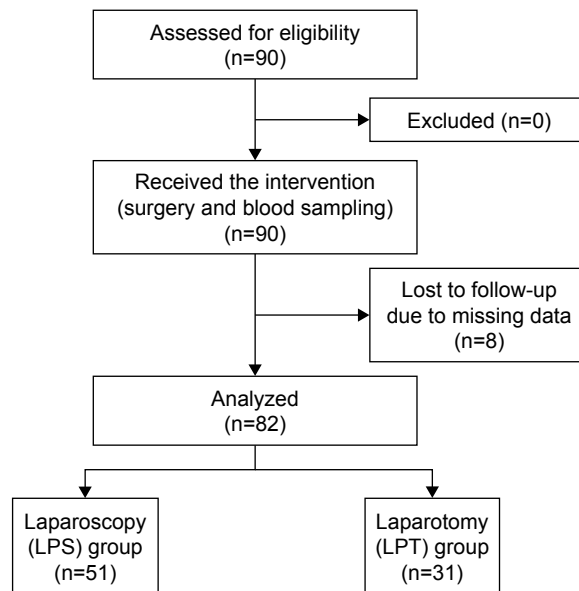 Assessed for eligibility
(n=90)
Excluded (n=0)
Received the intervention
(surgery and blood sampling)
(n=90)
Lost to follow-up
due to missing data
(n=8)
Analyzed
(n=82)
Laparoscopy
(LPS) group
(n=51)
Laparotomy
(LPT) group
(n=31)